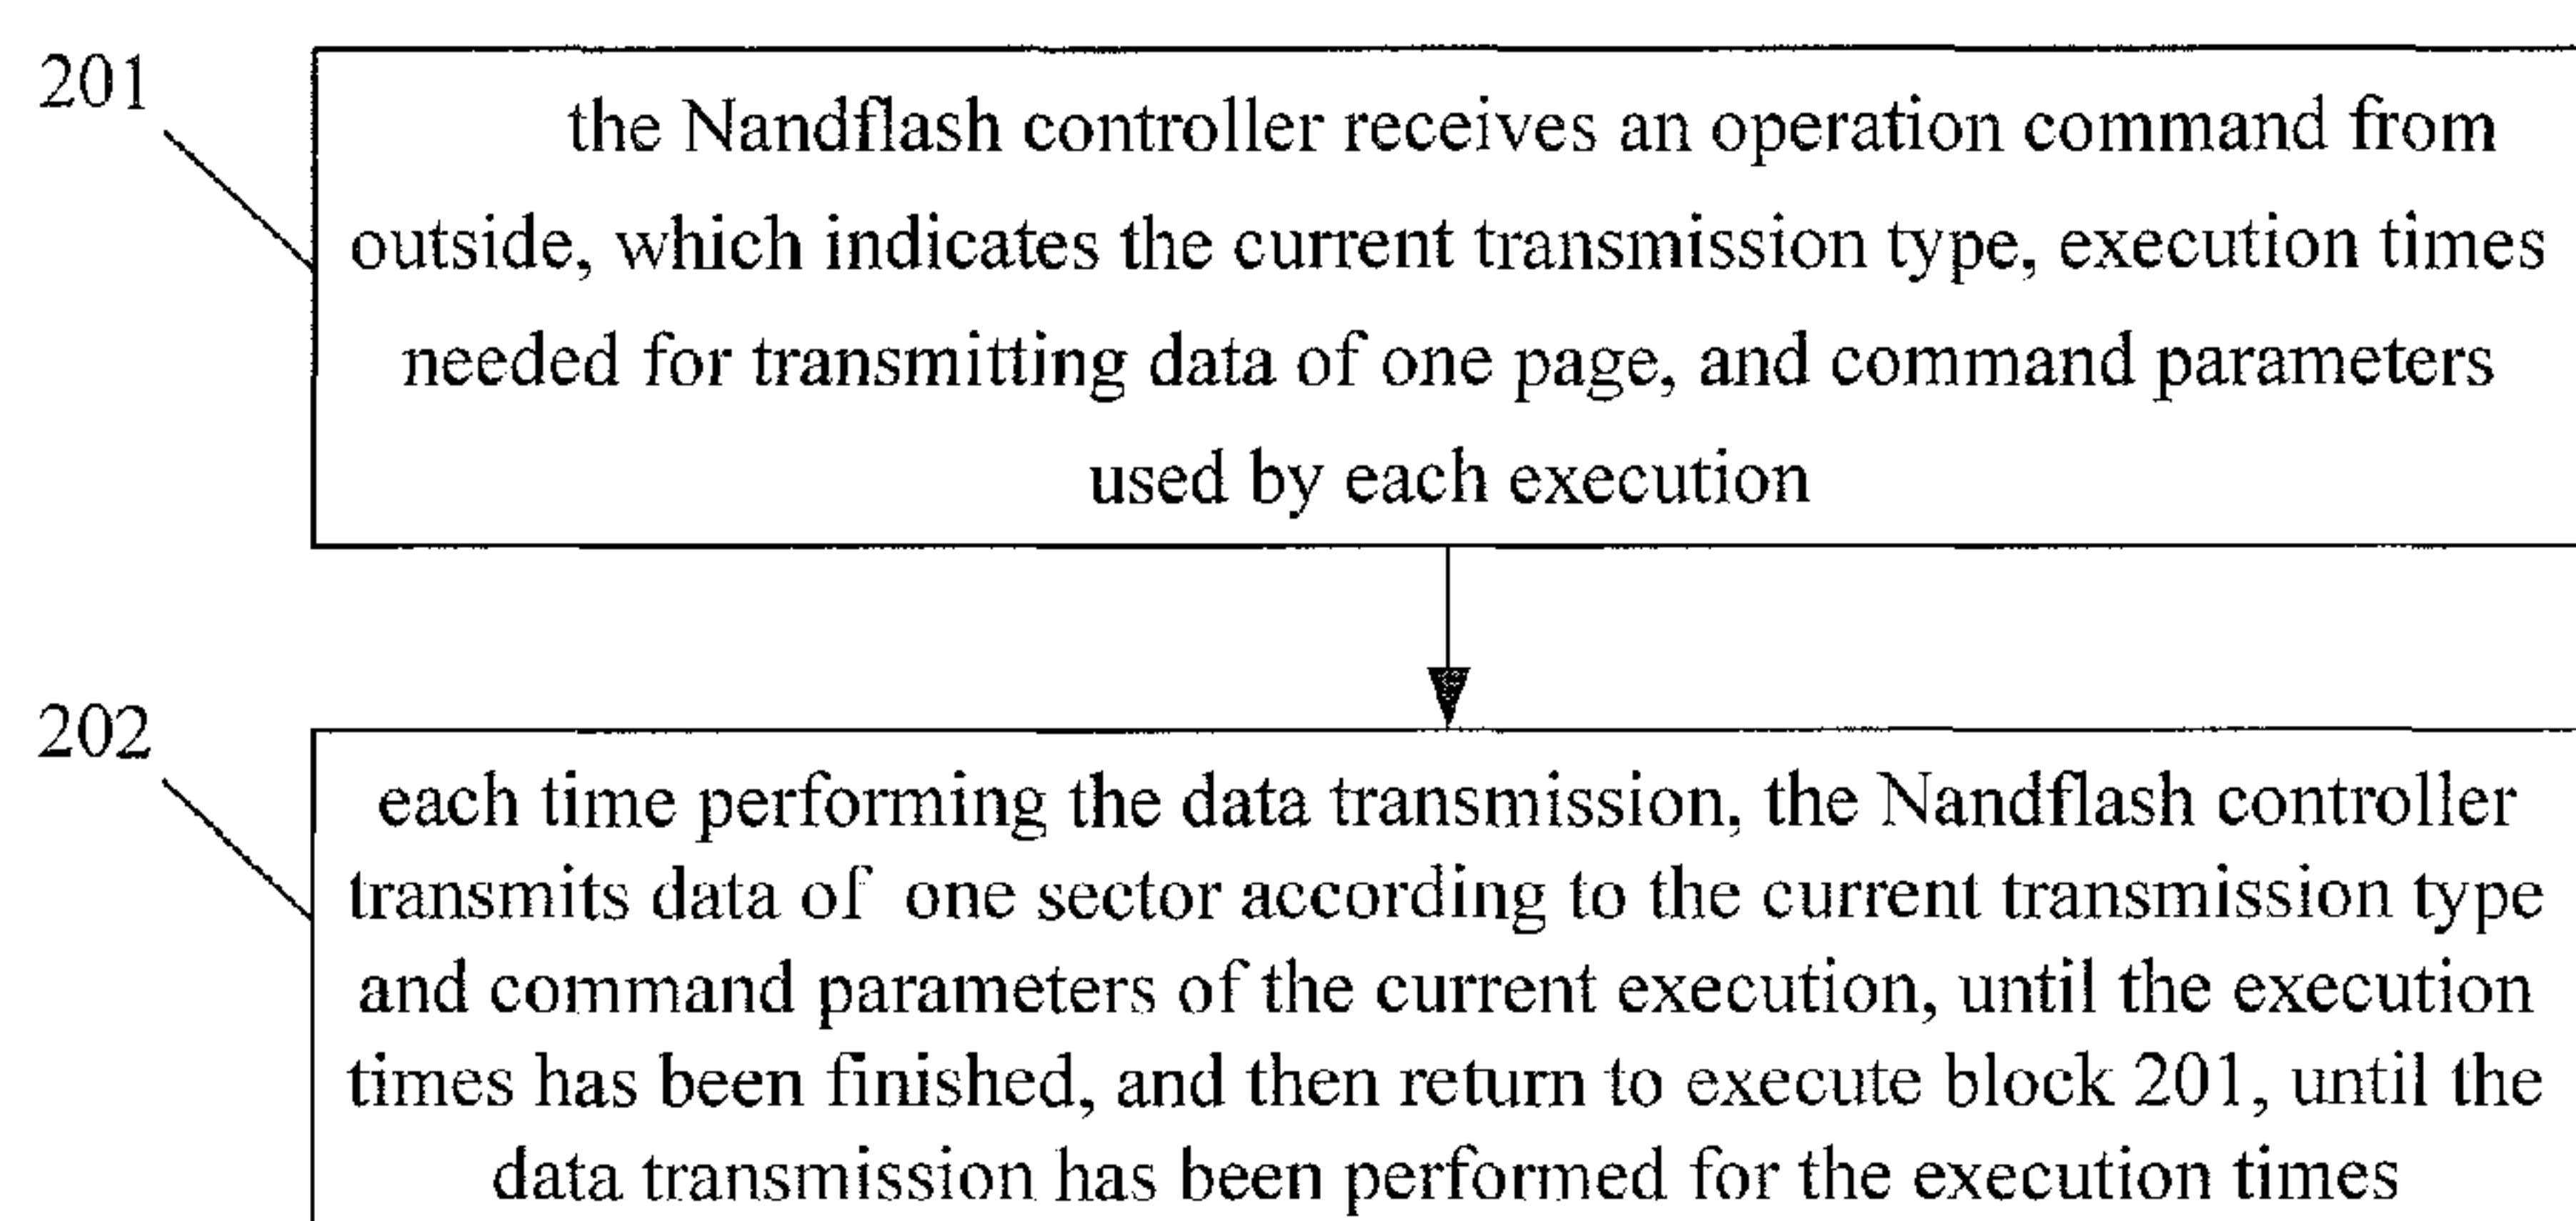 201
the Nandflash controller receives an operation command from
outside, which indicates the current transmission type, execution times
needed for transmitting data of one page, and command parameters
used by each execution
202
each time performing the data transmission, the Nandflash controller
transmits data of one sector according to the current transmission type
and command parameters of the current execution, until the execution
times has been finished, and then return to execute block 201, until the
data transmission has been performed for the execution times